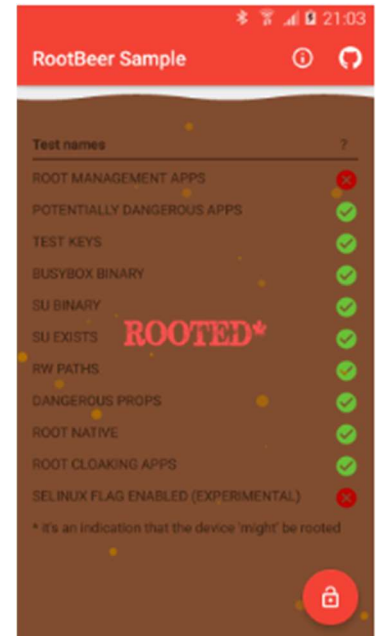 21:03
RootBeer Sample
Test names ?
ROOT MANAGEMENT APPS
POTENTIALLY DANGEROUS APPS
TEST KEYS
BUSYBOX BINARY
SU BINARY
SU EXISTS
ROOTED*
RW PATHS
DANGEROUS PROPS
ROOT NATIVE
ROOT CLOAKING APPS
SELINUX FLAG ENABLED (EXPERIMENTAL)
* it's an indication that the device 'might' be rooted